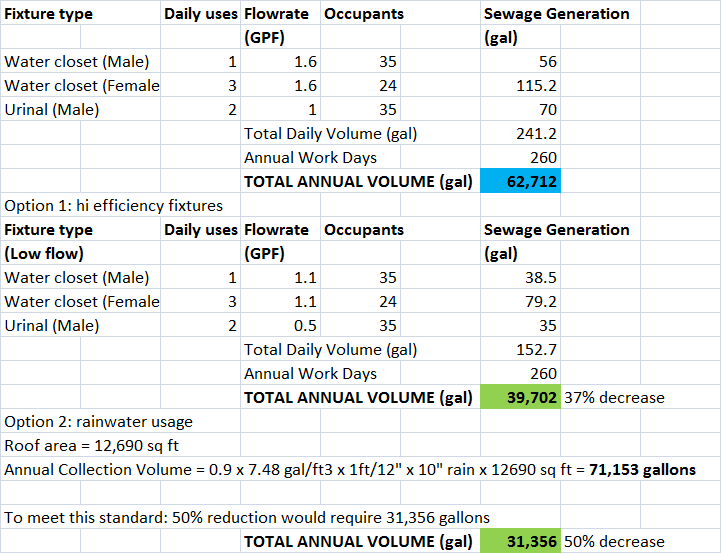 Fixture type Daily uses Flowrate Occupants Sewage Generation
(GPF) (gal)
Water closet (Male) 1 1.6 35 56
Water closet (Female 3 1.6 24 115.2
Urinal (Male) 2 1 35 70
Total Daily Volume (gal) 241.2
Annual Work Days 260
TOTAL ANNUAL VOLUME (gal) 62,712
Option 1: hi efficiency fixtures
Fixture type Daily uses Flowrate Occupants Sewage Generation
(Low flow) (GPF) (gal)
Water closet (Male) 1 1.1 35 38.5
Water closet (Female 3 1.1 24 79.2
Urinal (Male) 2 0.5 35 35
Total Daily Volume (gal) 152.7
Annual Work Days 260
TOTAL ANNUAL VOLUME (gal) 39,702 37% decrease
Option 2: rainwater usage
Roof area = 12,690 sq ft
Annual Collection Volume = 0.9 x 7.48 gal/ft3 x 1ft/12" x 10" rain x 12690 sq ft = 71,153 gallons
To meet this standard: 50% reduction would require 31,356 gallons
TOTAL ANNUAL VOLUME (gal) 31,356 50% decrease